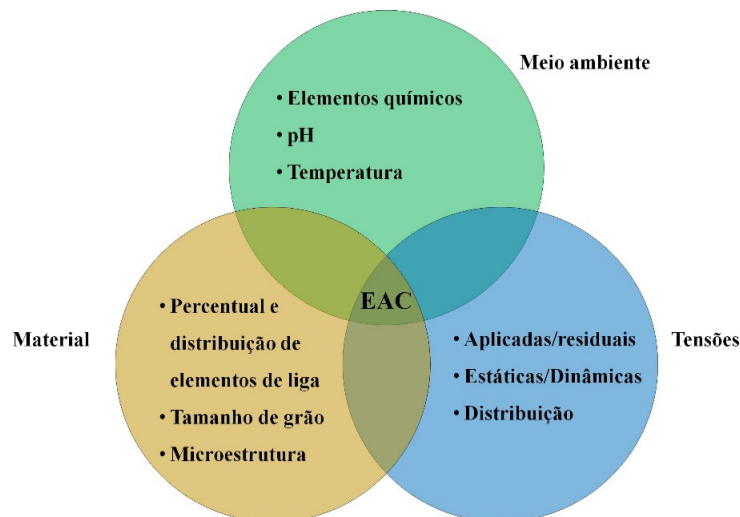 Meio ambiente
• Elementos químicos
• pH
• Temperatura
EAC
Material
• Percentual e
distribuição de
elementos de liga
• Tamanho de grão
• Microestrutura
• Aplicadas/residuais
• Estáticas/Dinâmicas
• Distribuição
Tensões